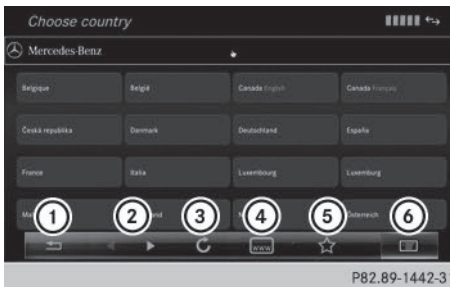 Choose country
Mercedes-Benz
Belgique België Canada English Canada Français
Česká republika Danmark Deutschland España
France Italia Luxembourg Luxemburg
Österreich
1 2 3 4 5 6
www
P82.89-1442-31